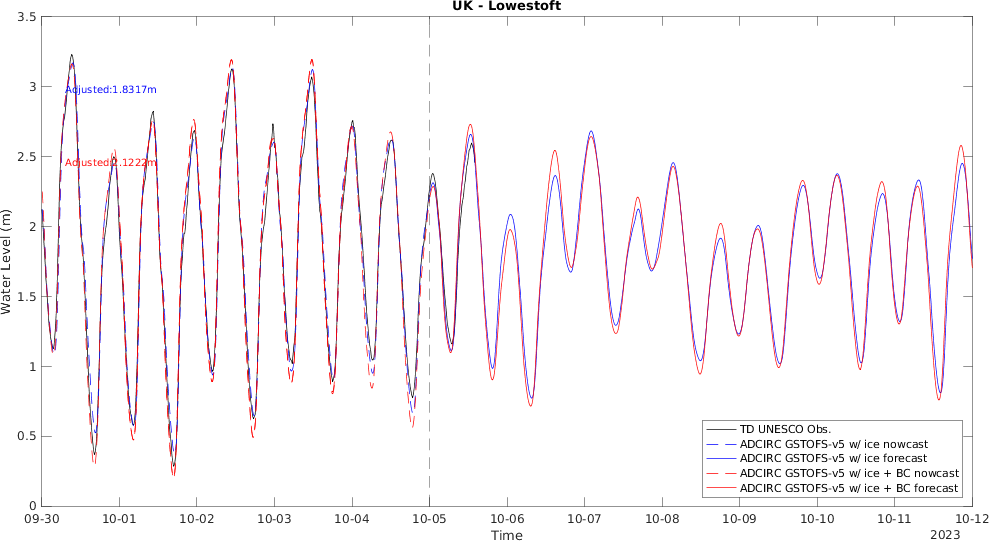 UK - Lowestoft
3.5
3
2.5
2
1.5
1
0.5
0
Water Level (m)
Adjusted:1.8317m
Adjusted:2.1222m
TD UNESCO Obs.
ADCIRC GSTOFS-v5 w/ ice nowcast
ADCIRC GSTOFS-v5 w/ ice forecast
ADCIRC GSTOFS-v5 w/ ice + BC nowcast
ADCIRC GSTOFS-v5 w/ ice + BC forecast
09-30 10-01 10-02 10-03 10-04 10-05 10-06 10-07 10-08 10-09 10-10 10-11 10-12
Time
2023